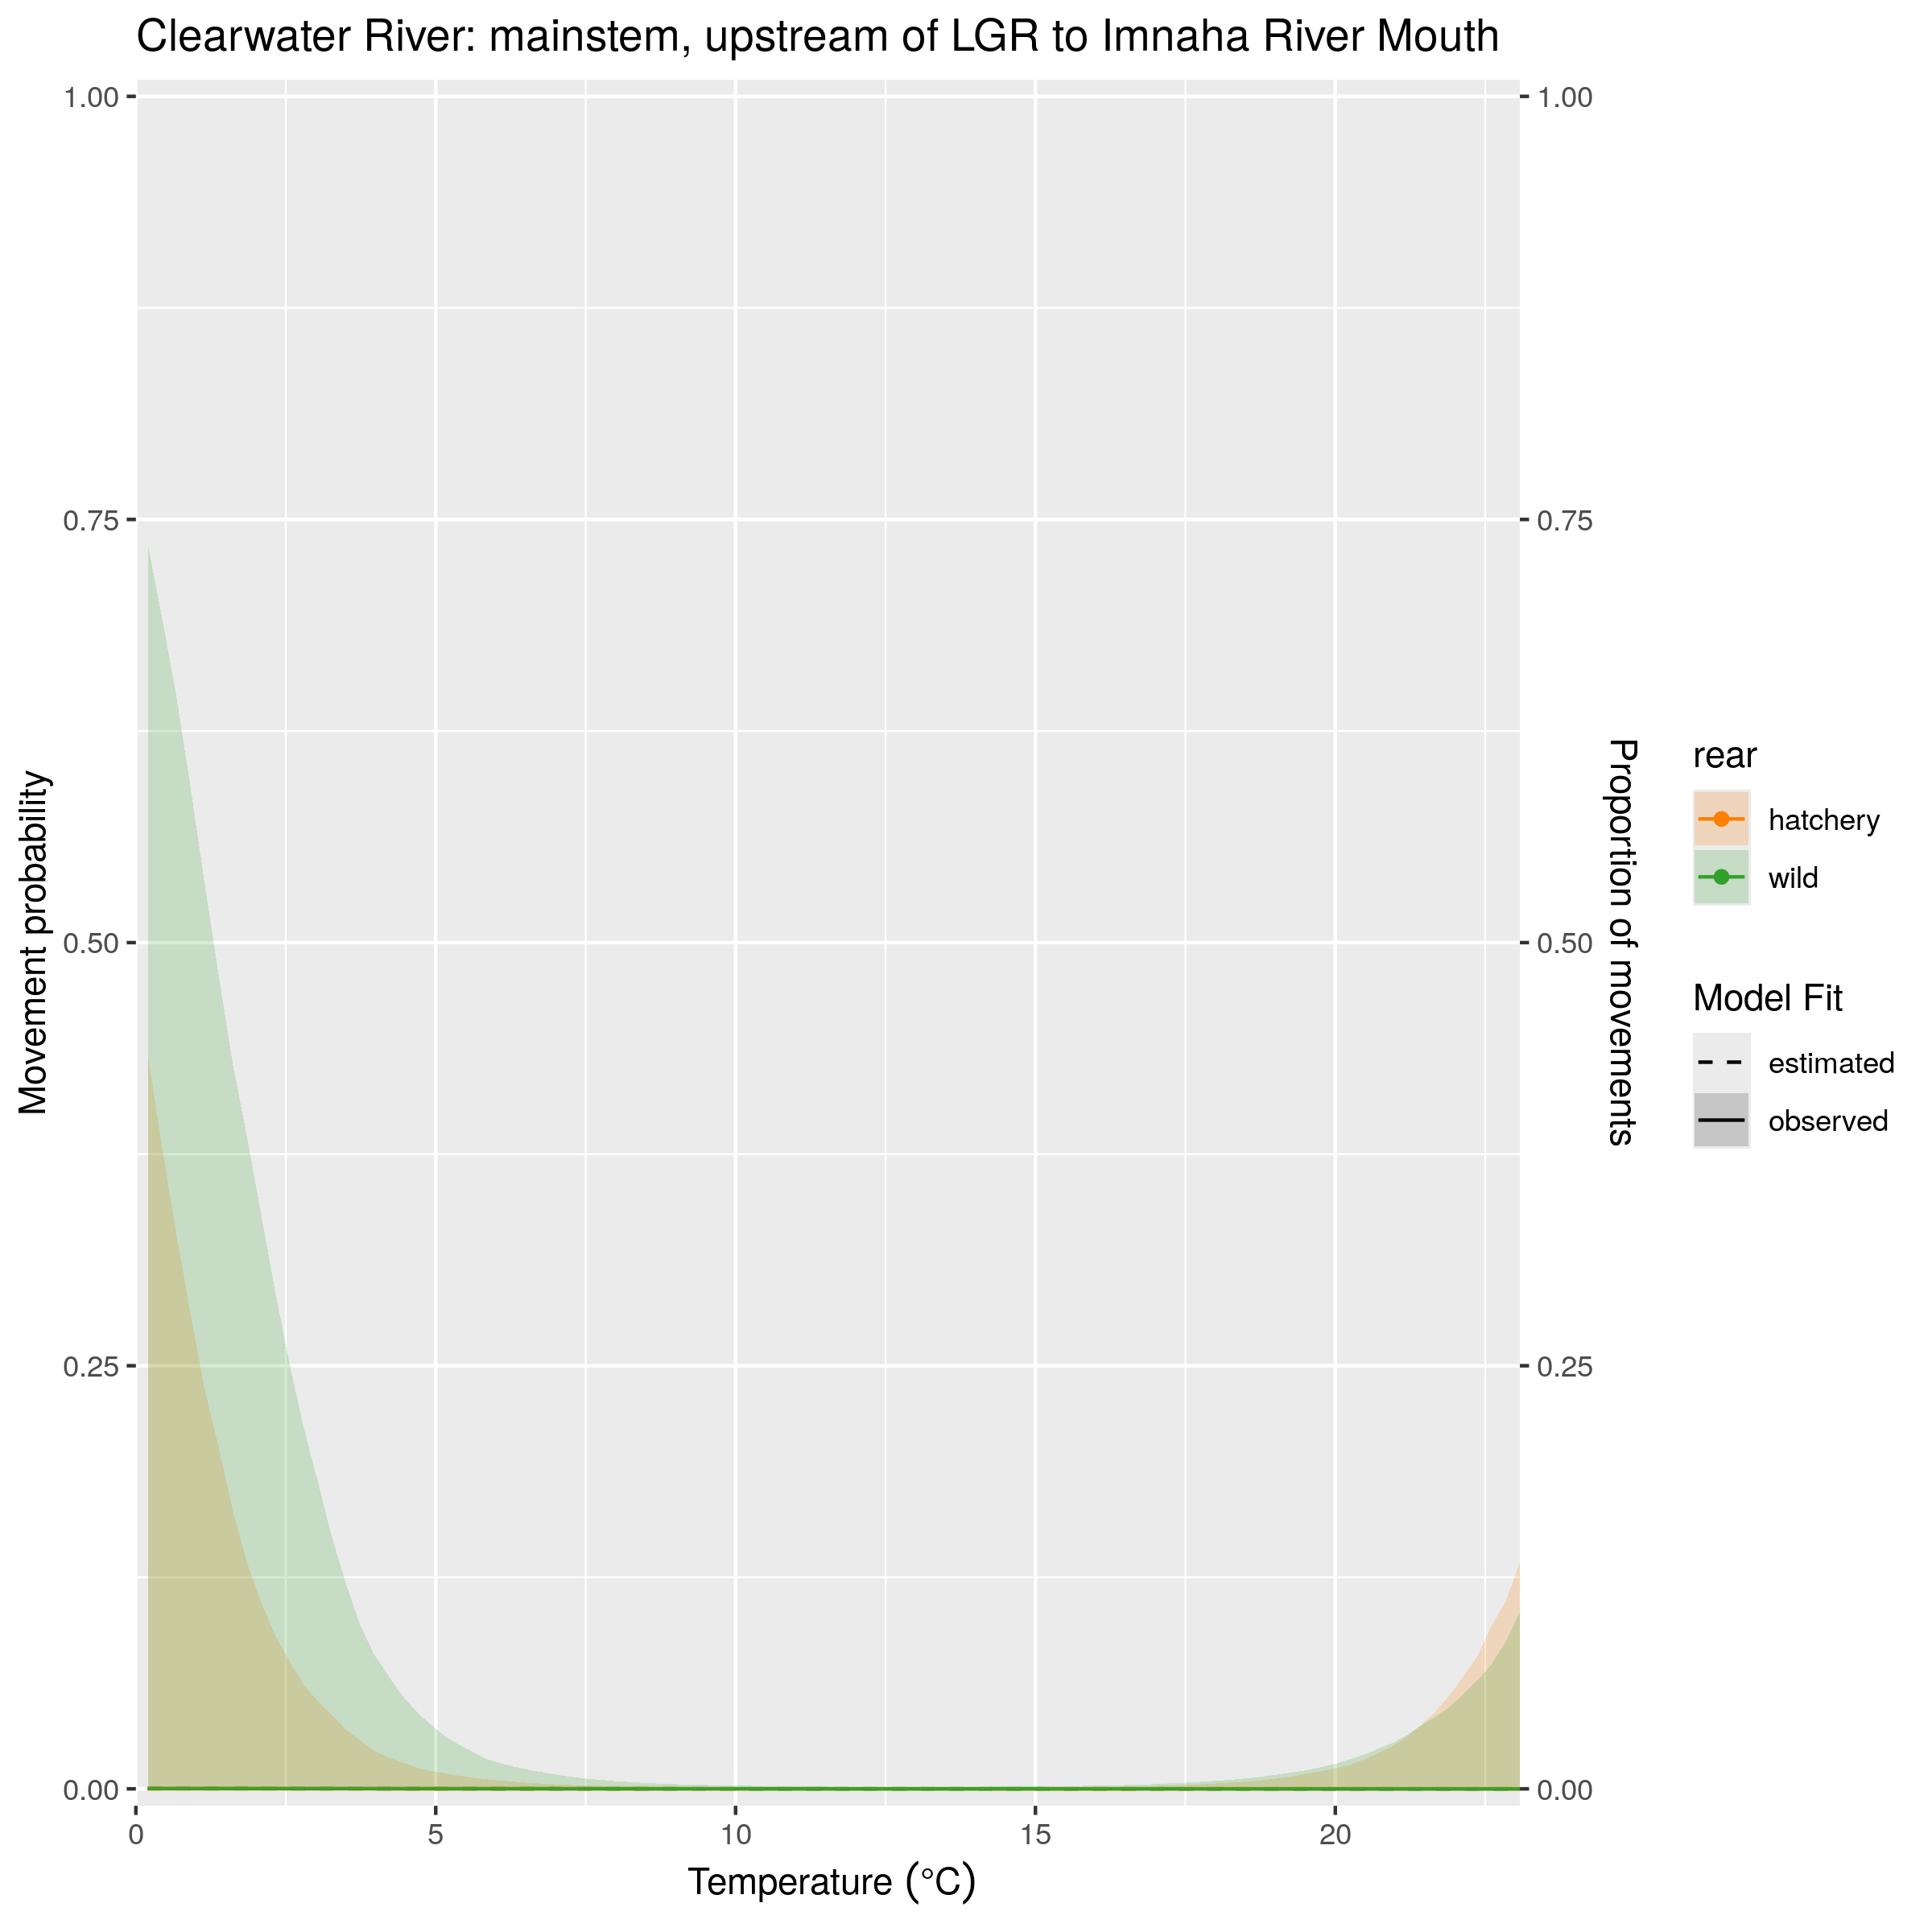 Clearwater River: mainstem, upstream of LGR to Imnaha River Mouth
Movement probability
1.00
0.75
0.50
0.25
0.00
0
5
10
15
20
Temperature (°C)
1.00
0.75
0.50
0.25
0.00
Proportion of movements
rear
hatchery
wild
Model Fit
estimated
observed